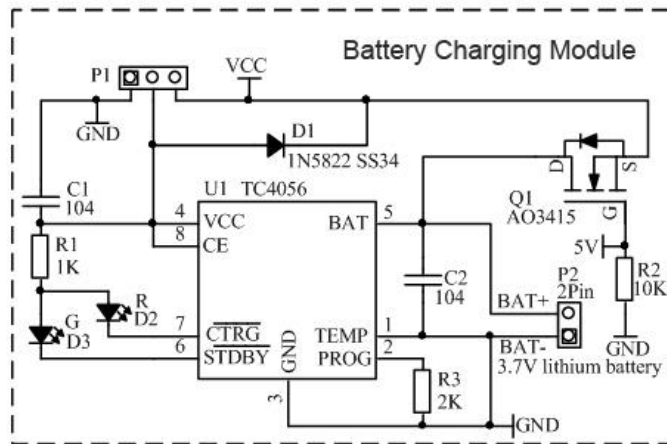 Battery Charging Module
P1
VCC
GND
D1
1N5822 SS34
C1
104
U1 TC4056
4
VCC
BAT
5
8
CE
D
S
G
Q1
AO3415
5V
R1
1K
R
D2
G
D3
C2
104
P2
2Pin
R2
10K
BAT+
7
CTRG
TEMP
1
6
STDBY
PROG
2
GND
3
BAT-
GND
3.7V lithium battery
R3
2K
GND